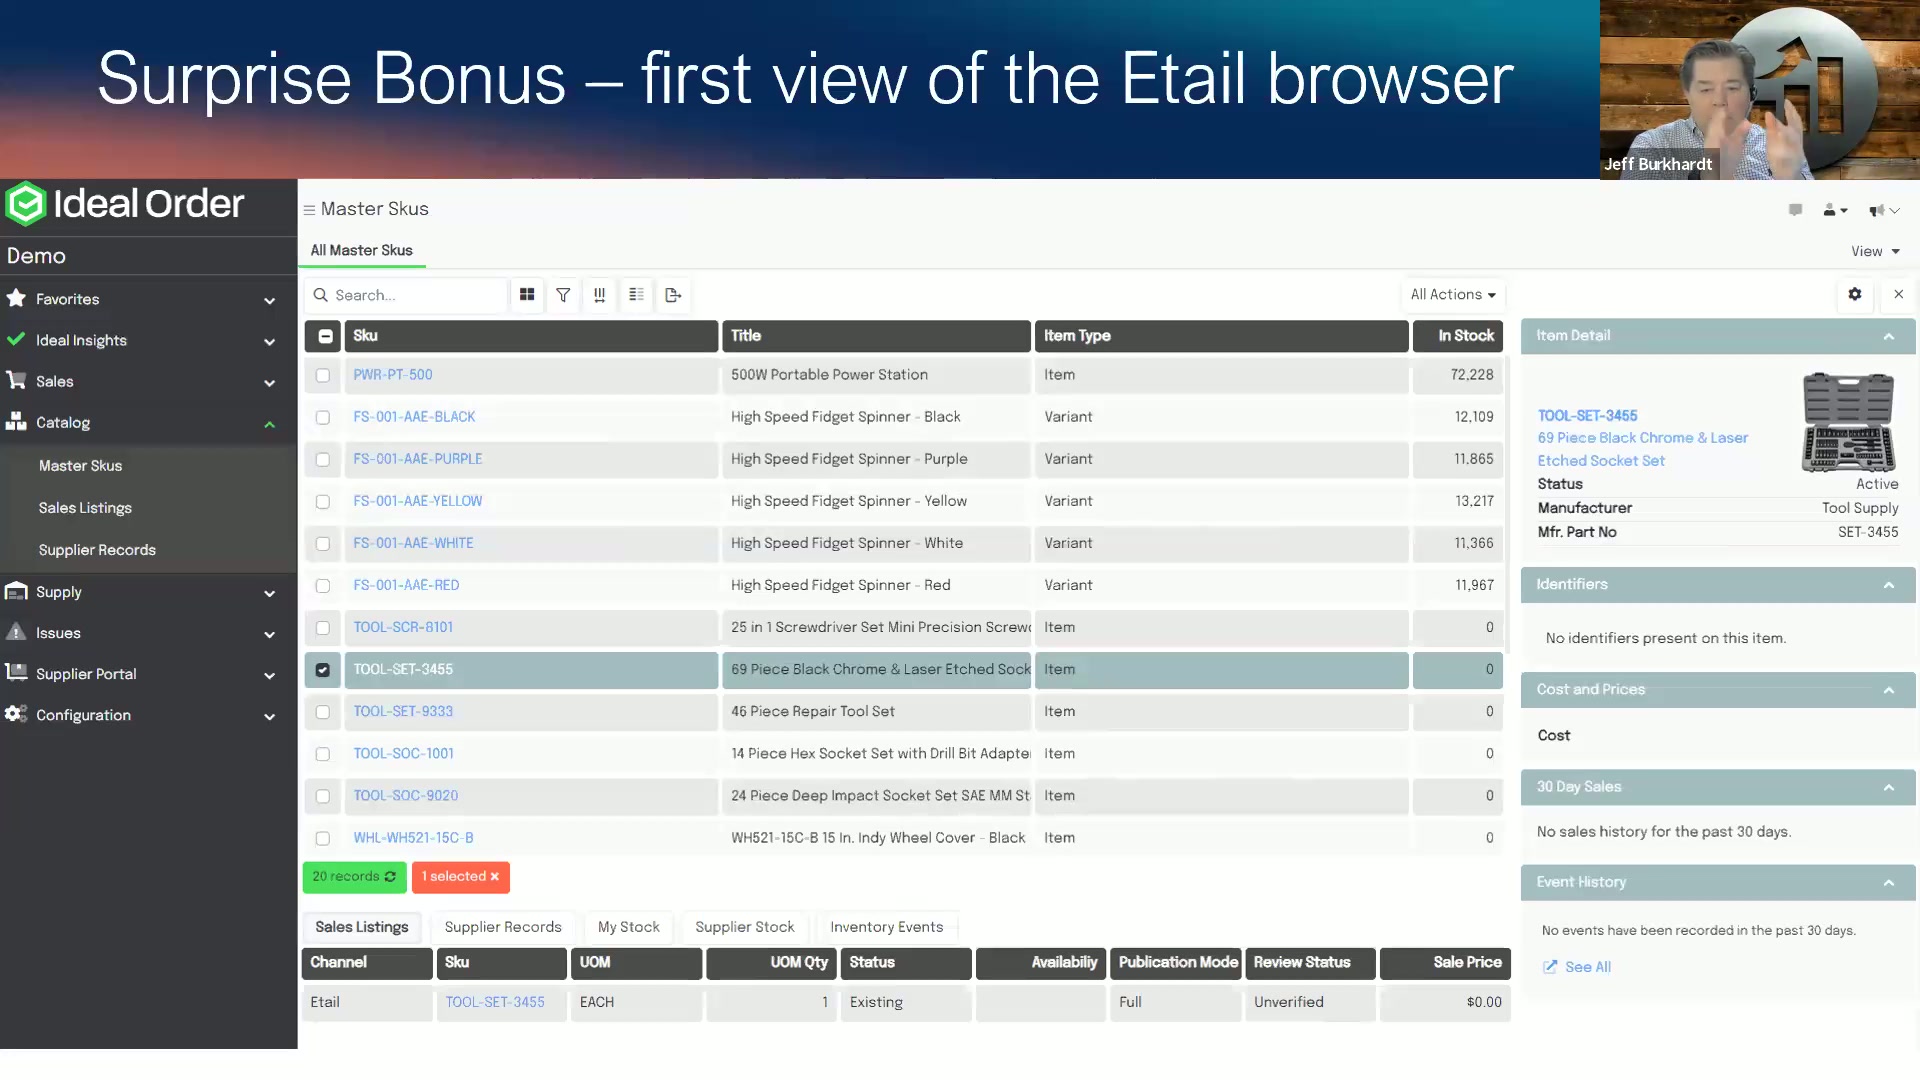 Surprise Bonus – first view of the Etail browser
Jeff Burkhardt
Ideal Order
Demo
Favorites
Ideal Insights
Sales
Catalog
Master Skus
Sales Listings
Supplier Records
Supply
Issues
Supplier Portal
Configuration
Master Skus
All Master Skus
View
Search...
All Actions
Sku Title Item Type In Stock
PWR-PT-500 500W Portable Power Station Item 72,228
FS-001-AAE-BLACK High Speed Fidget Spinner - Black Variant 12,109
FS-001-AAE-PURPLE High Speed Fidget Spinner - Purple Variant 11,865
FS-001-AAE-YELLOW High Speed Fidget Spinner - Yellow Variant 13,217
FS-001-AAE-WHITE High Speed Fidget Spinner - White Variant 11,366
FS-001-AAE-RED High Speed Fidget Spinner - Red Variant 11,967
TOOL-SCR-8101 25 in 1 Screwdriver Set Mini Precision Screwd Item 0
TOOL-SET-3455 69 Piece Black Chrome & Laser Etched Sock Item 0
TOOL-SET-9333 46 Piece Repair Tool Set Item 0
TOOL-SOC-1001 14 Piece Hex Socket Set with Drill Bit Adapte Item 0
TOOL-SOC-9020 24 Piece Deep Impact Socket Set SAE MM St Item 0
WHL-WH521-15C-B WH521-15C-B 15 In. Indy Wheel Cover - Black Item 0
20 records 1 selected
Sales Listings Supplier Records My Stock Supplier Stock Inventory Events
Channel Sku UOM UOM Qty Status Availabiliy Publication Mode Review Status Sale Price
Etail TOOL-SET-3455 EACH 1 Existing Full Unverified $0.00
Item Detail
TOOL-SET-3455
69 Piece Black Chrome & Laser
Etched Socket Set
Status Active
Manufacturer Tool Supply
Mfr. Part No SET-3455
Identifiers
No identifiers present on this item.
Cost and Prices
Cost
30 Day Sales
No sales history for the past 30 days.
Event History
No events have been recorded in the past 30 days.
See All